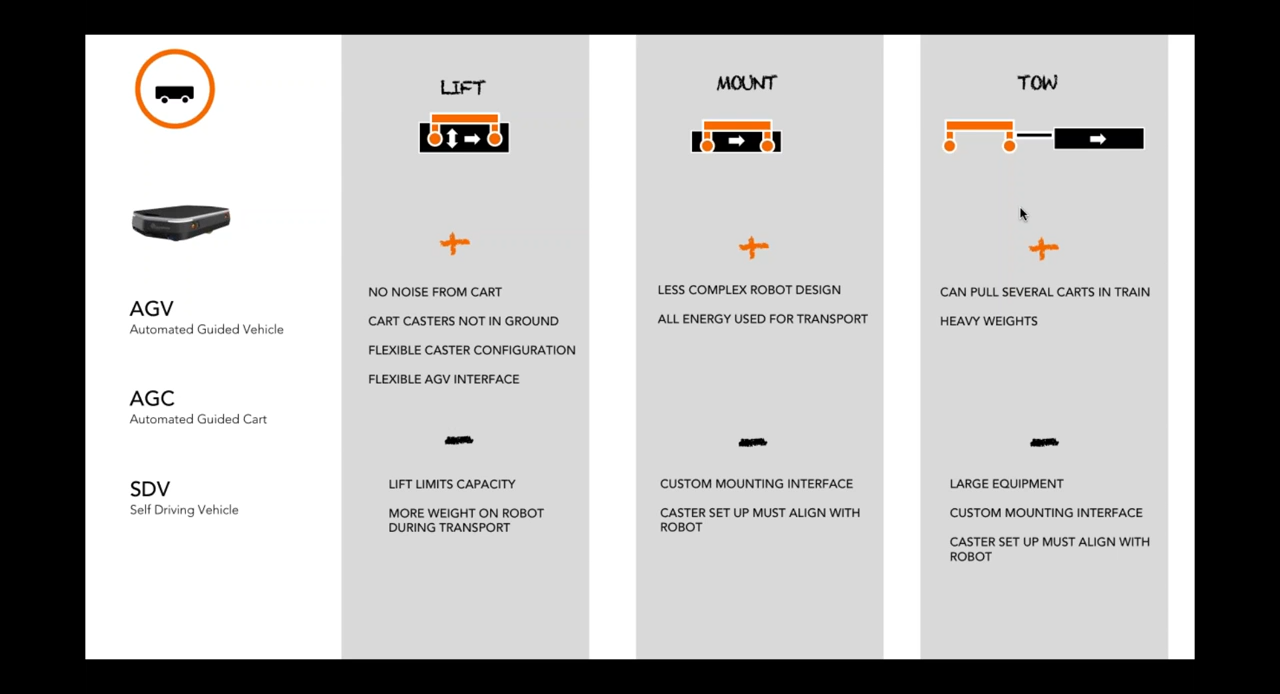 AGV
Automated Guided Vehicle
AGC
Automated Guided Cart
SDV
Self Driving Vehicle
LIFT
NO NOISE FROM CART
CART CASTERS NOT IN GROUND
FLEXIBLE CASTER CONFIGURATION
FLEXIBLE AGV INTERFACE
LIFT LIMITS CAPACITY
MORE WEIGHT ON ROBOT
DURING TRANSPORT
MOUNT
LESS COMPLEX ROBOT DESIGN
ALL ENERGY USED FOR TRANSPORT
CUSTOM MOUNTING INTERFACE
CASTER SET UP MUST ALIGN WITH
ROBOT
TOW
CAN PULL SEVERAL CARTS IN TRAIN
HEAVY WEIGHTS
LARGE EQUIPMENT
CUSTOM MOUNTING INTERFACE
CASTER SET UP MUST ALIGN WITH
ROBOT